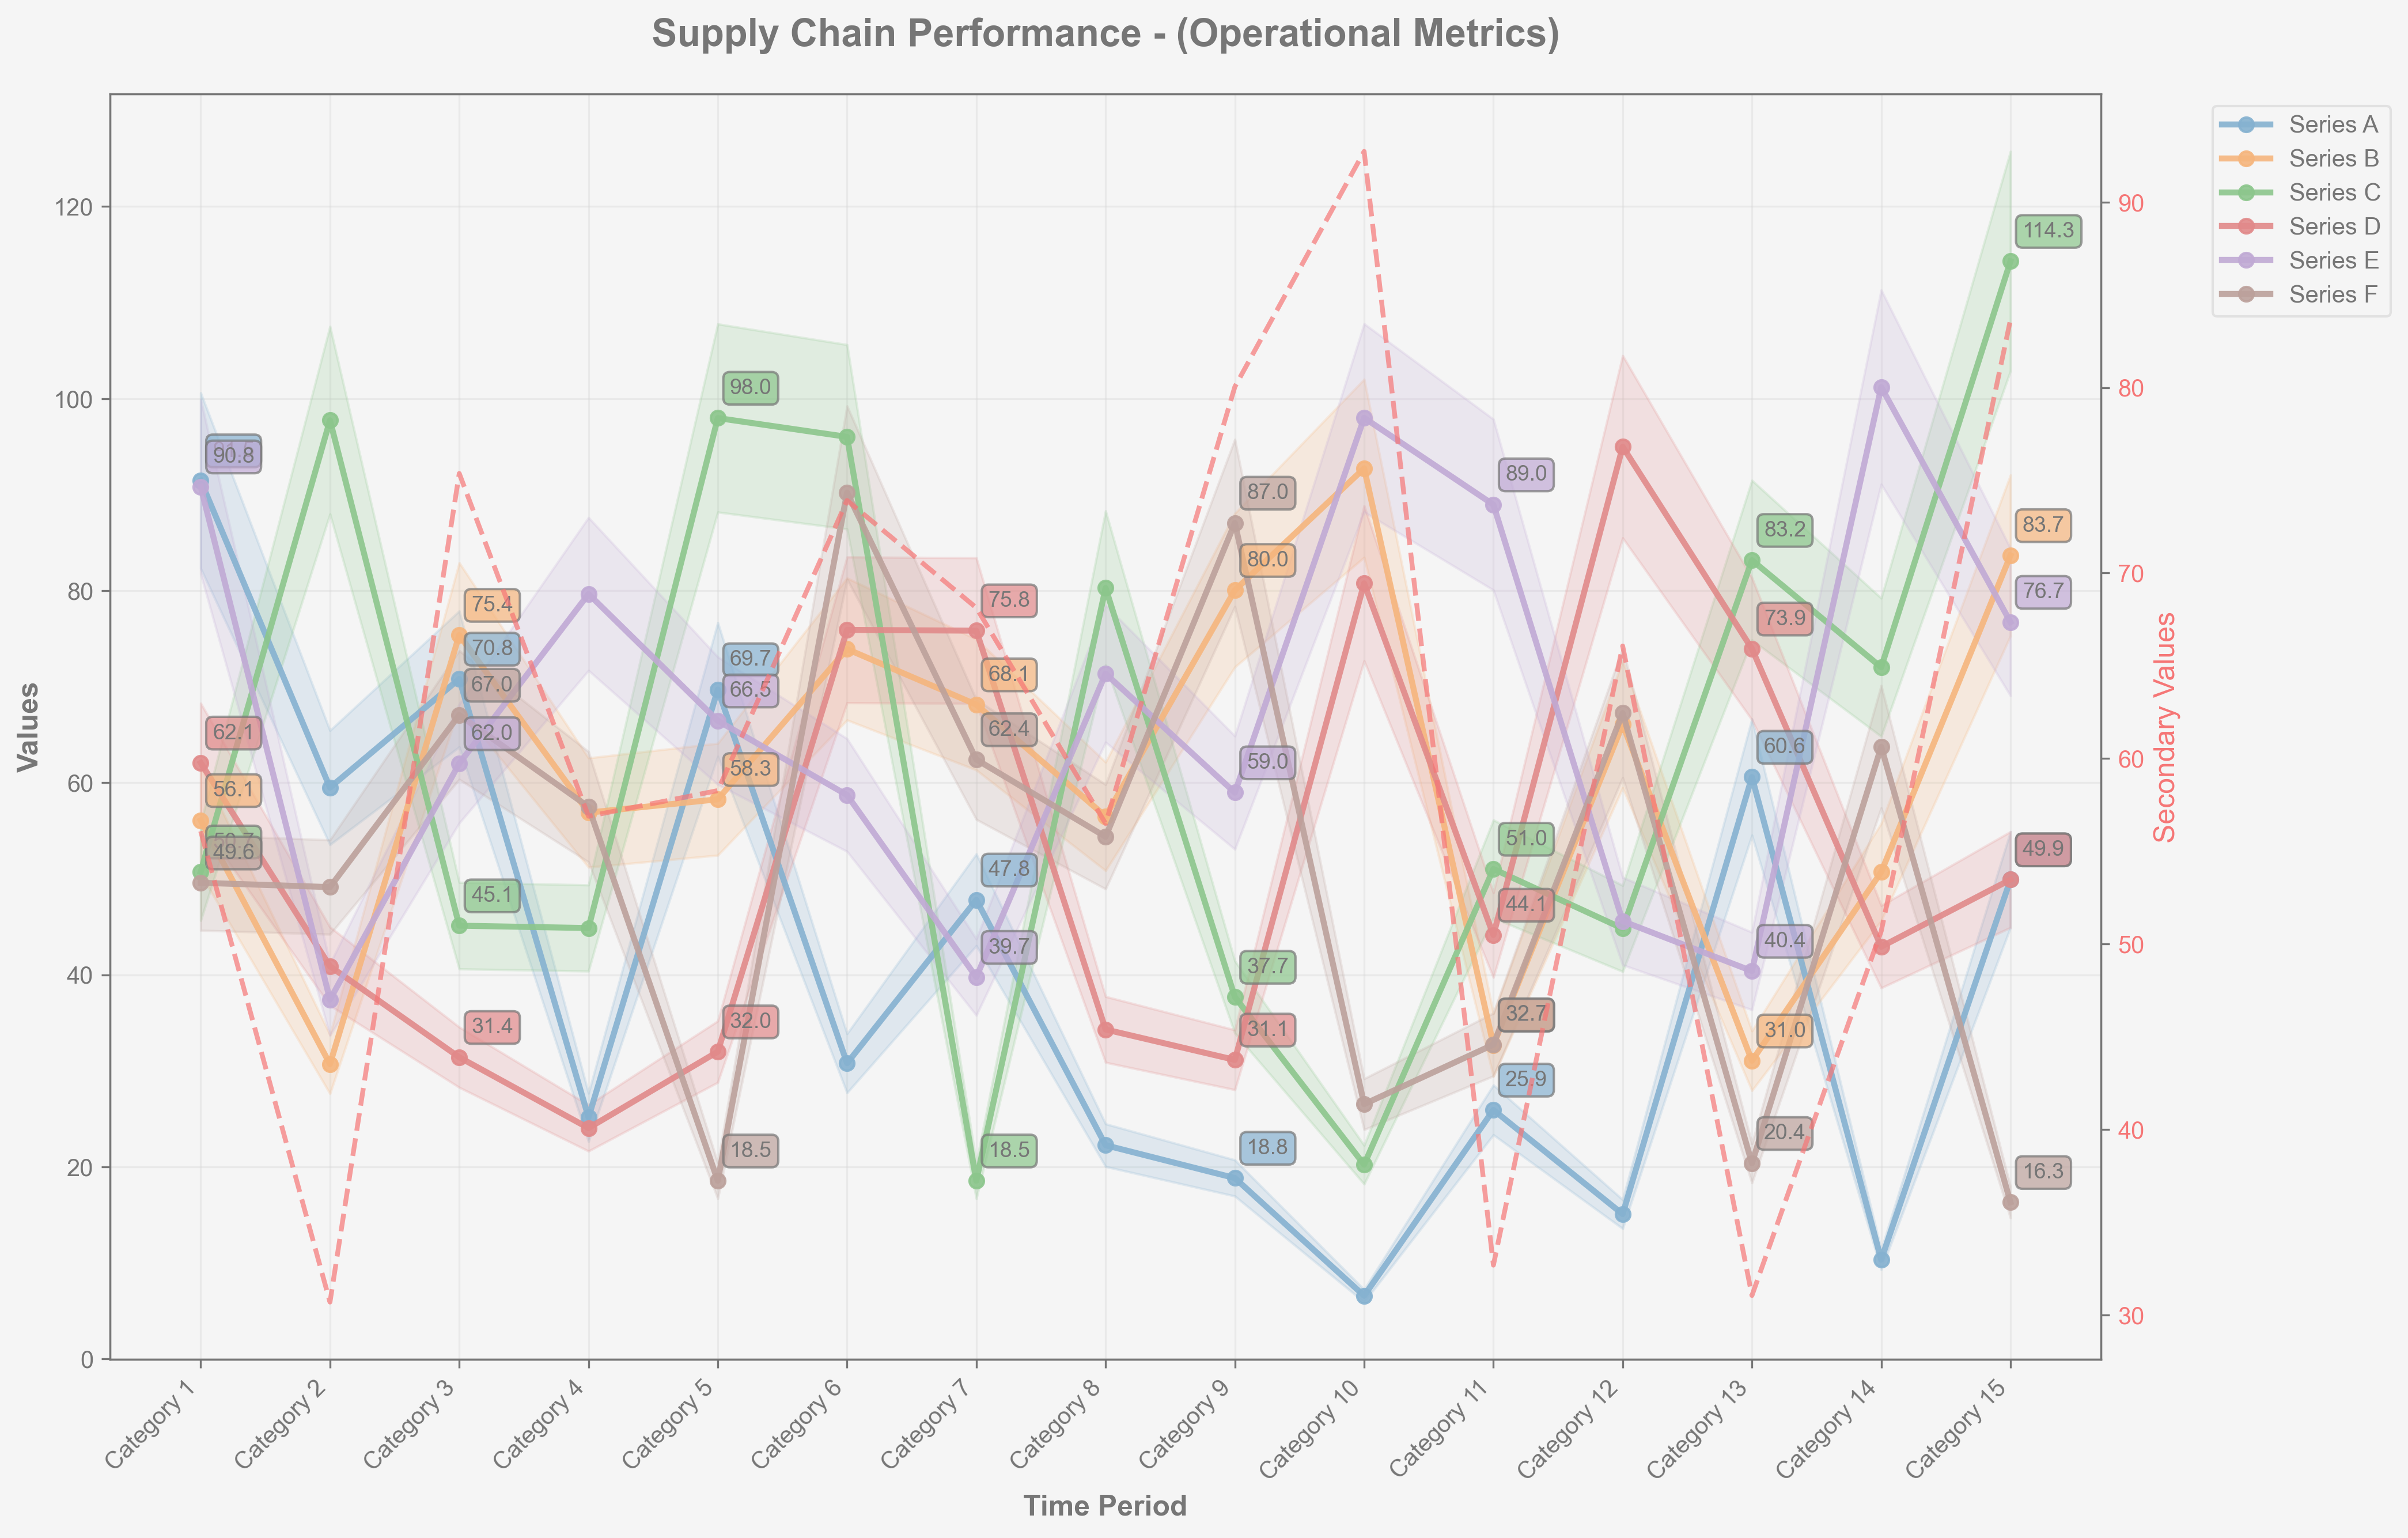 Supply Chain Performance - (Operational Metrics)
Values
120
100
80
60
40
20
0
90.8
62.1
56.1
49.6
75.4
70.8
67.0
62.0
45.1
31.4
98.0
69.7
66.5
58.3
32.0
18.5
75.8
68.1
62.4
47.8
39.7
18.5
87.0
80.0
59.0
37.7
31.1
18.8
89.0
51.0
44.1
32.7
25.9
83.2
73.9
60.6
40.4
31.0
20.4
114.3
83.7
76.7
49.9
16.3
90
80
70
60
50
40
30
Secondary Values
Series A
Series B
Series C
Series D
Series E
Series F
Category 1
Category 2
Category 3
Category 4
Category 5
Category 6
Category 7
Category 8
Category 9
Category 10
Category 11
Category 12
Category 13
Category 14
Category 15
Time Period